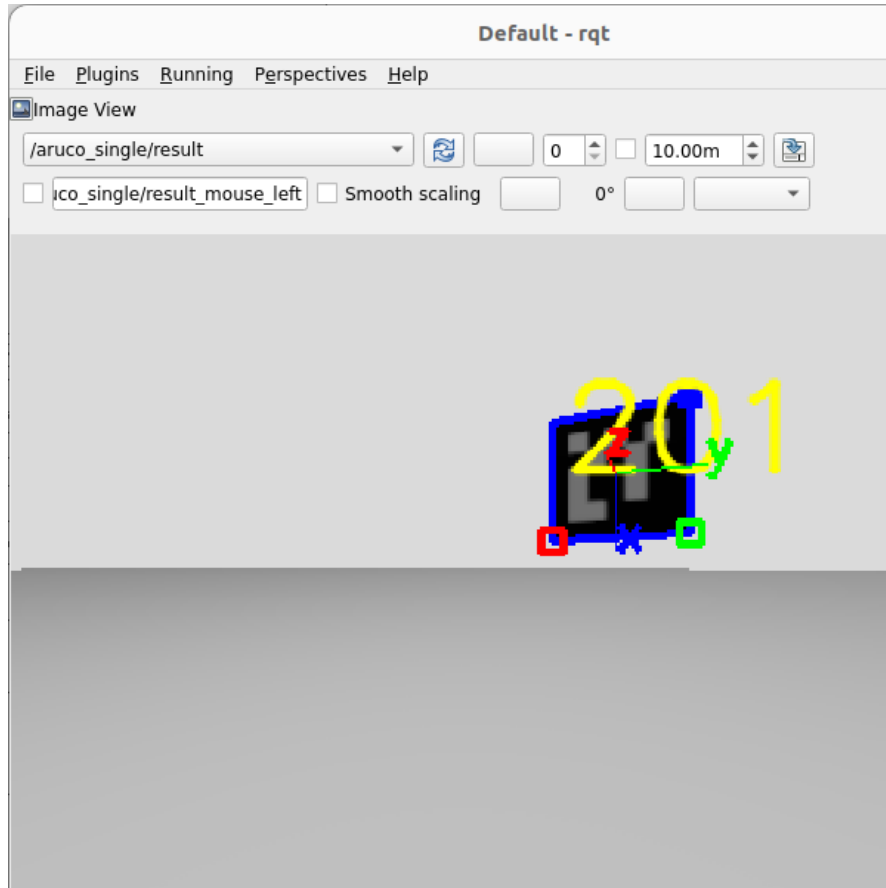 Default - rqt
File Plugins Running Perspectives Help
Image View
/aruco_single/result 0 10.00m
uco_single/result_mouse_left Smooth scaling 0°
201
z y
x